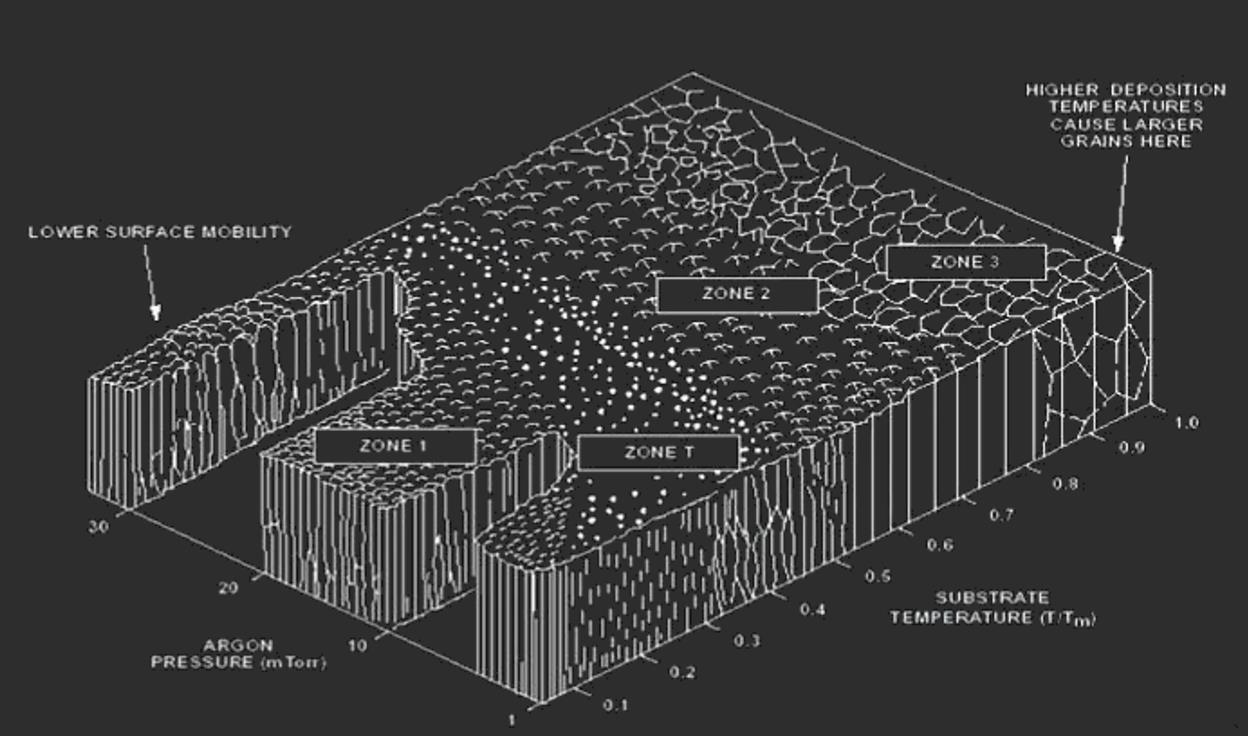 HIGHER DEPOSITION
TEMPERATURES
CAUSE LARGER
GRAINS HERE
LOWER SURFACE MOBILITY
ZONE 3
ZONE 2
ZONE 1
ZONE T
30
20
10
1
ARGON
PRESSURE (mTorr)
0.1
0.2
0.3
0.4
0.5
0.6
0.7
0.8
0.9
1.0
SUBSTRATE
TEMPERATURE (T/Tm)